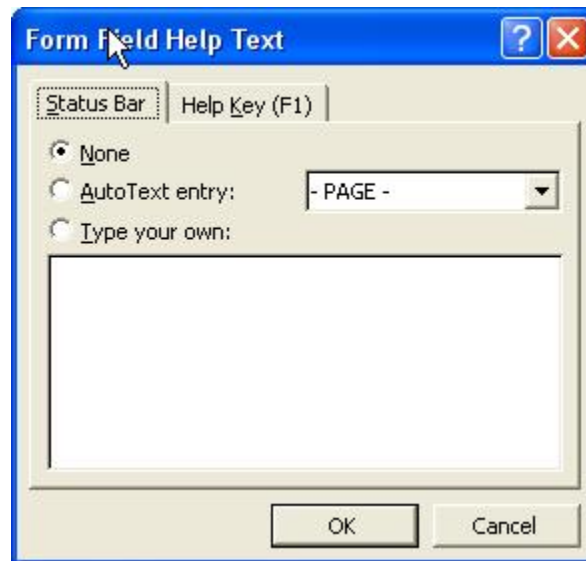 Form Field Help Text
Status Bar Help Key (F1)
None
AutoText entry: - PAGE -
Type your own:
OK Cancel